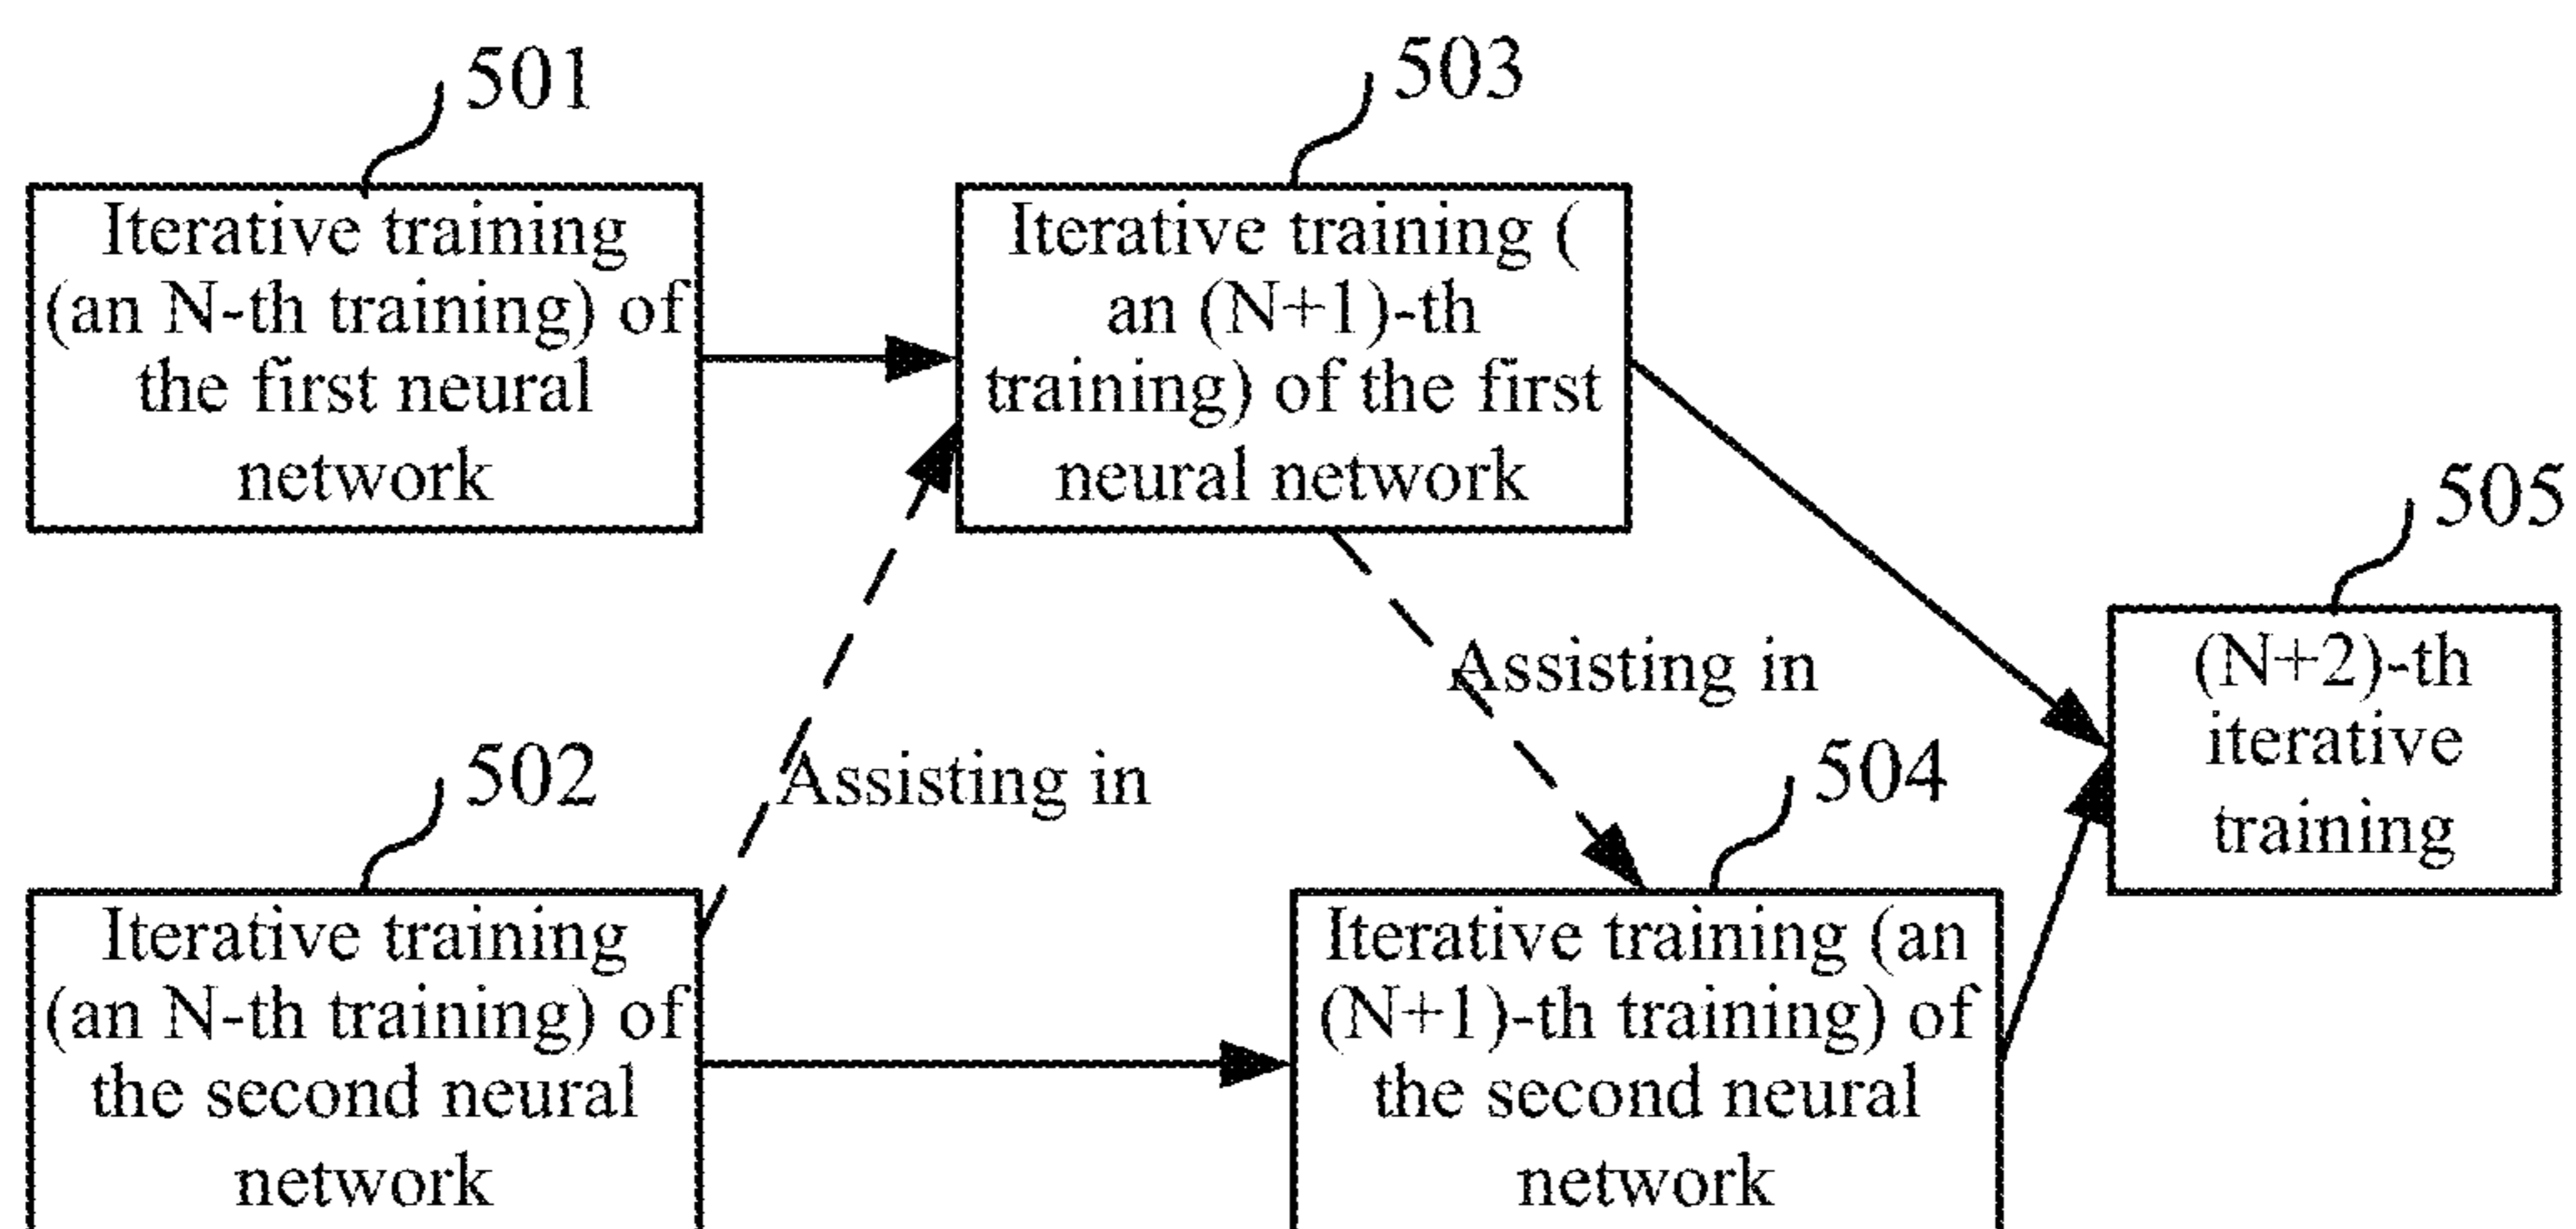 501
Iterative training
(an N-th training) of
the first neural
network
503
Iterative training (
an (N+1)-th
training) of the first
neural network
505
(N+2)-th
iterative
training
Assisting in
Assisting in
502
Iterative training
(an N-th training) of
the second neural
network
504
Iterative training (an
(N+1)-th training) of
the second neural
network